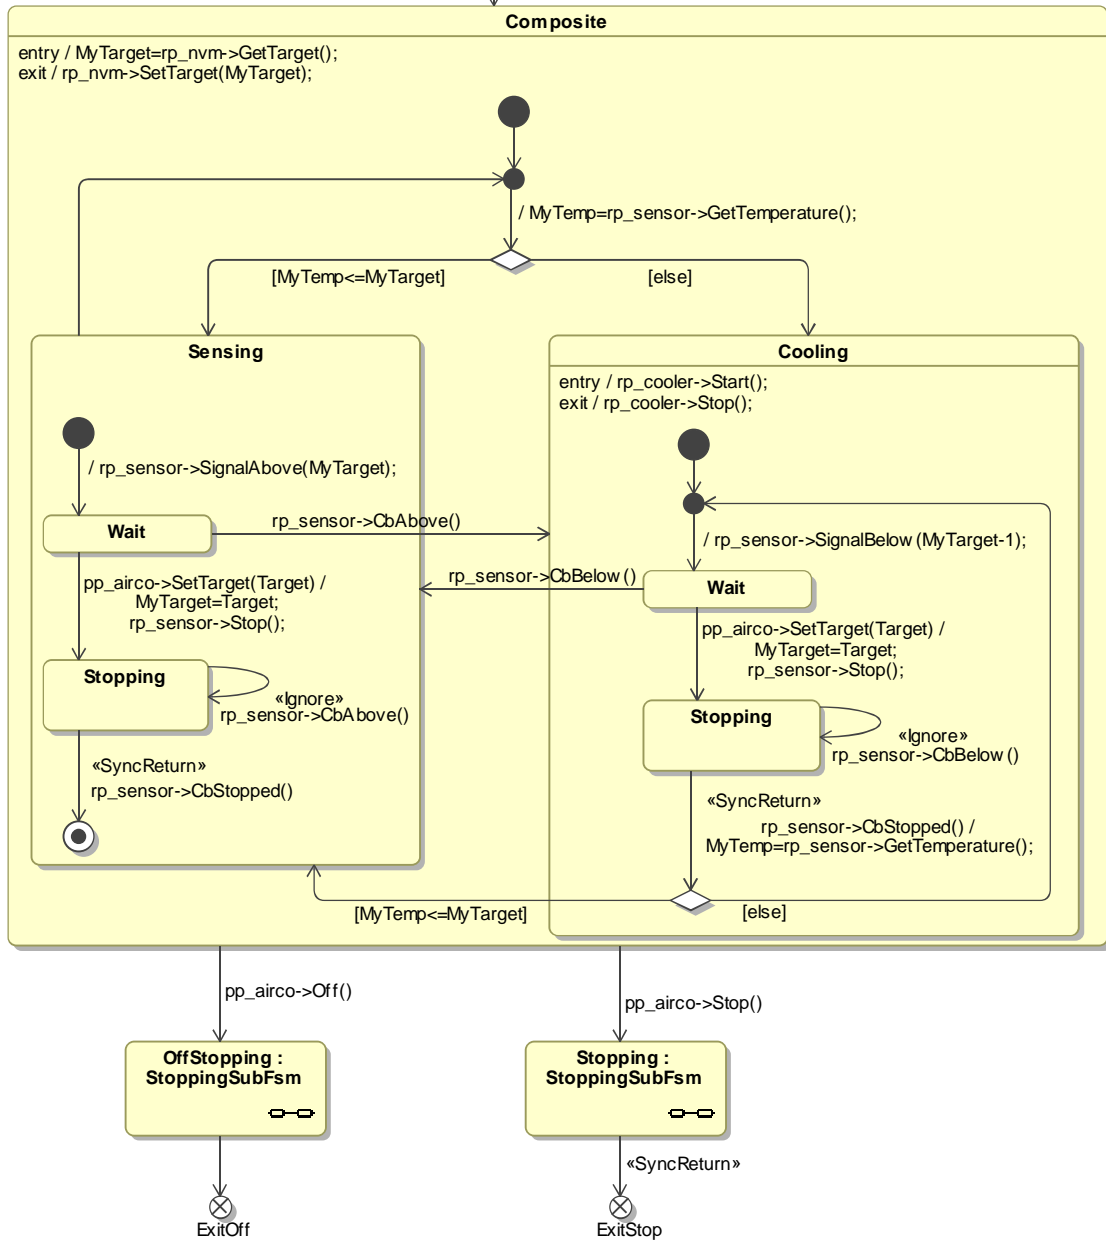 Composite
entry / MyTarget=rp_nvm->GetTarget();
exit / rp_nvm->SetTarget(MyTarget);
/ MyTemp=rp_sensor->GetTemperature();
[MyTemp<=MyTarget]
[else]
Sensing
/ rp_sensor->SignalAbove(MyTarget);
Wait
rp_sensor->CbAbove()
pp_airco->SetTarget(Target) /
MyTarget=Target;
rp_sensor->Stop();
Stopping
«Ignore»
rp_sensor->CbAbove()
«SyncReturn»
rp_sensor->CbStopped()
Cooling
entry / rp_cooler->Start();
exit / rp_cooler->Stop();
/ rp_sensor->SignalBelow(MyTarget-1);
rp_sensor->CbBelow()
Wait
pp_airco->SetTarget(Target) /
MyTarget=Target;
rp_sensor->Stop();
Stopping
«Ignore»
rp_sensor->CbBelow()
«SyncReturn»
rp_sensor->CbStopped() /
MyTemp=rp_sensor->GetTemperature();
[MyTemp<=MyTarget]
[else]
pp_airco->Off()
pp_airco->Stop()
OffStopping :
StoppingSubFsm
Stopping :
StoppingSubFsm
«SyncReturn»
ExitOff
ExitStop